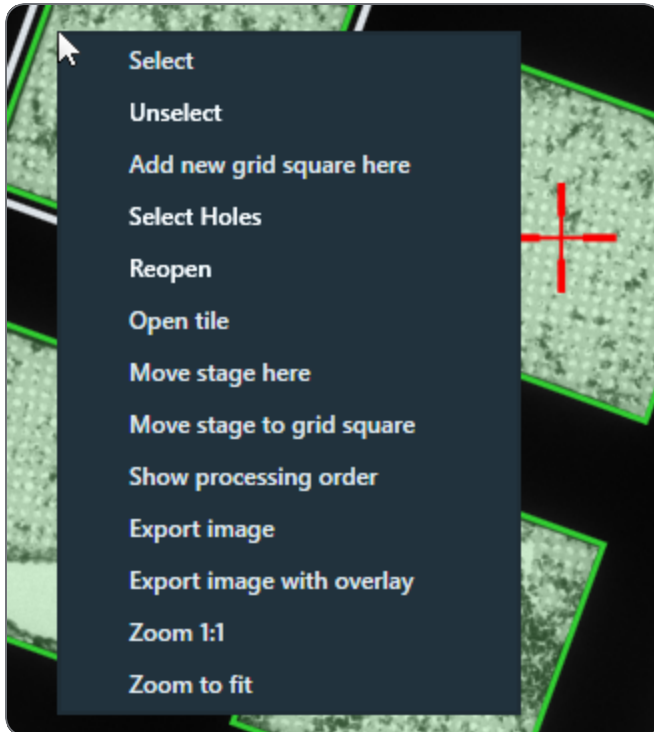 Select
Unselect
Add new grid square here
Select Holes
Reopen
Open tile
Move stage here
Move stage to grid square
Show processing order
Export image
Export image with overlay
Zoom 1:1
Zoom to fit